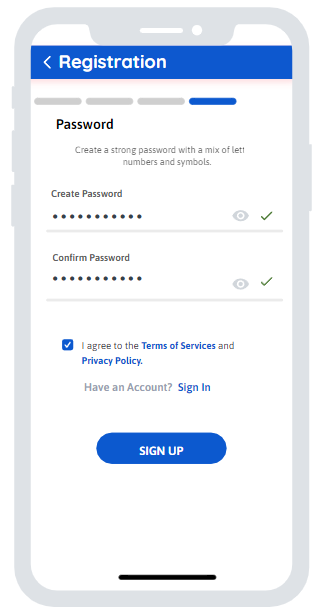 Registration
Password
Create a strong password with a mix of lett
numbers and symbols.
Create Password
Confirm Password
I agree to the Terms of Services and
Privacy Policy.
Have an Account? Sign In
SIGN UP